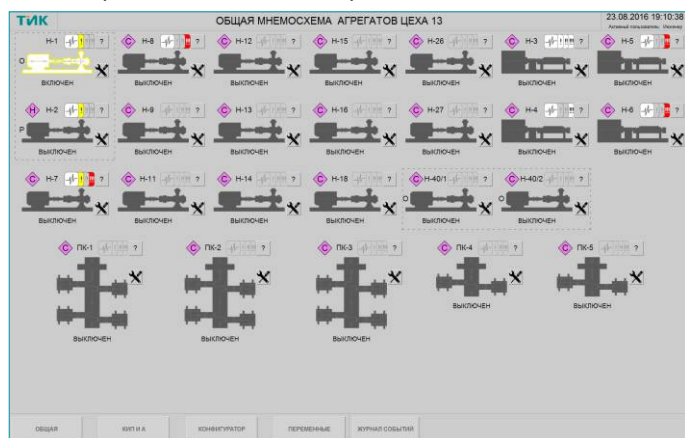 ТИК
ОБЩАЯ МНЕМОСХЕМА АГРЕГАТОВ ЦЕХА 13
23.08.2016 19:10:38
Активный пользователь:
Н-1 ! ? С Н-8 ? С Н-12 ? С Н-15 ? С Н-26 ? С Н-3 ? С Н-5 ?
О
ВКЛЮЧЕН ВЫКЛЮЧЕН ВЫКЛЮЧЕН ВЫКЛЮЧЕН ВЫКЛЮЧЕН ВЫКЛЮЧЕН ВЫКЛЮЧЕН
Н Н-2 ! ? С Н-9 ? С Н-13 ? С Н-16 ? С Н-27 ? С Н-4 ? С Н-6 ?
Р
ВЫКЛЮЧЕН ВЫКЛЮЧЕН ВЫКЛЮЧЕН ВЫКЛЮЧЕН ВЫКЛЮЧЕН ВЫКЛЮЧЕН ВЫКЛЮЧЕН
С Н-7 ! ? С Н-11 ? С Н-14 ? С Н-18 ? С Н-40/1 ? С Н-40/2 ?
О О
ВЫКЛЮЧЕН ВЫКЛЮЧЕН ВЫКЛЮЧЕН ВЫКЛЮЧЕН ВЫКЛЮЧЕН ВЫКЛЮЧЕН
С ПК-1 ? С ПК-2 ? С ПК-3 ? С ПК-4 ? С ПК-5 ?
ВЫКЛЮЧЕН ВЫКЛЮЧЕН
ВЫКЛЮЧЕН ВЫКЛЮЧЕН ВЫКЛЮЧЕН
ОБЩАЯ КИП И А КОНФИГУРАТОР ПЕРЕМЕННЫЕ ЖУРНАЛ СОБЫТИЙ